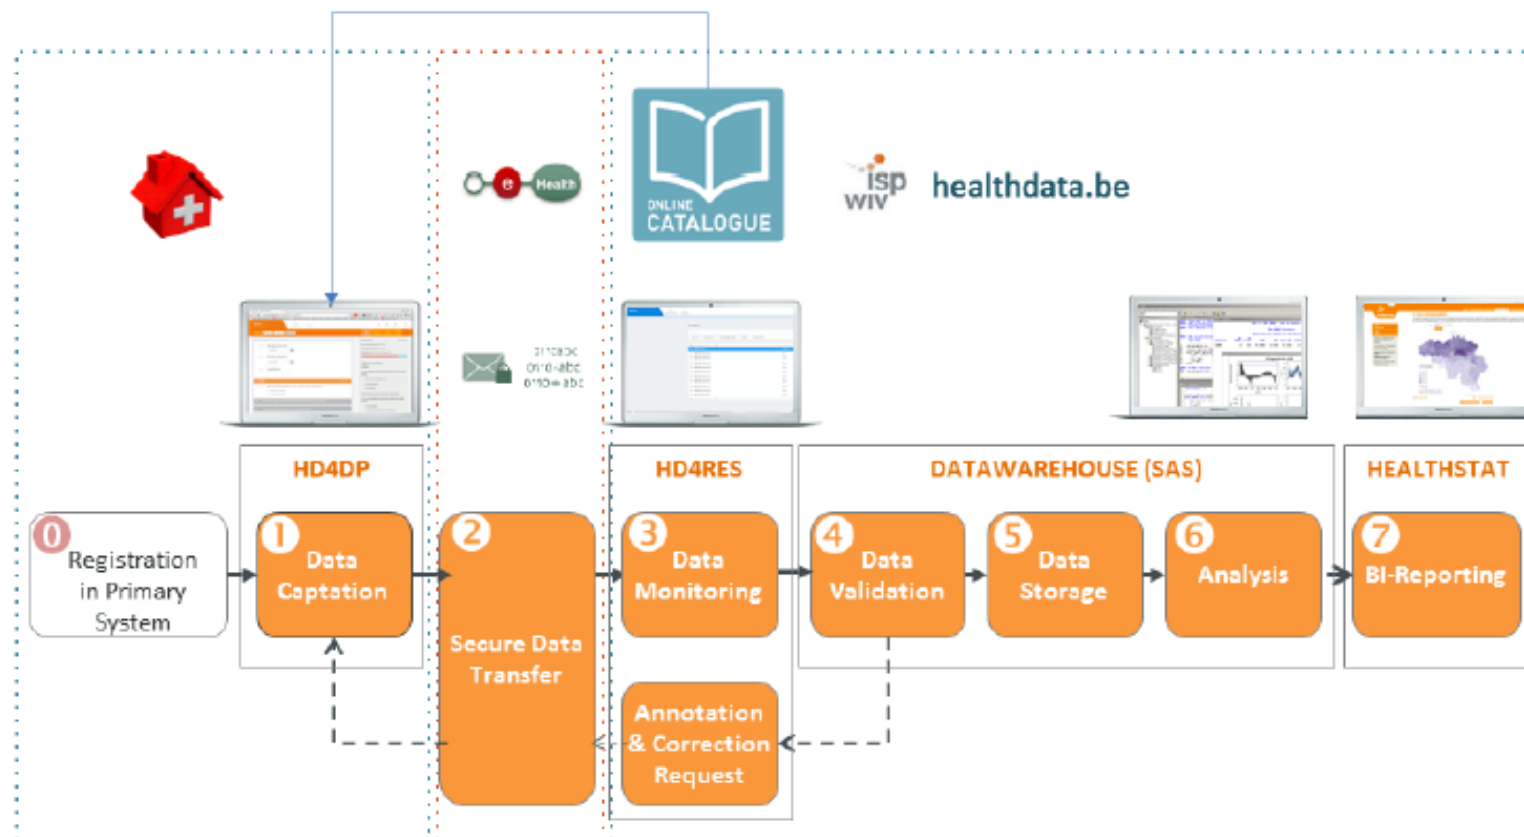 e
Health
ONLINE
CATALOGUE
isp
wiv
healthdata.be
HD4DP
HD4RES
DATAWAREHOUSE (SAS)
HEALTHSTAT
0
Registration
in Primary
System
1
Data
Captation
2
Secure Data
Transfer
3
Data
Monitoring
4
Data
Validation
5
Data
Storage
6
Analysis
7
BI-Reporting
Annotation
& Correction
Request